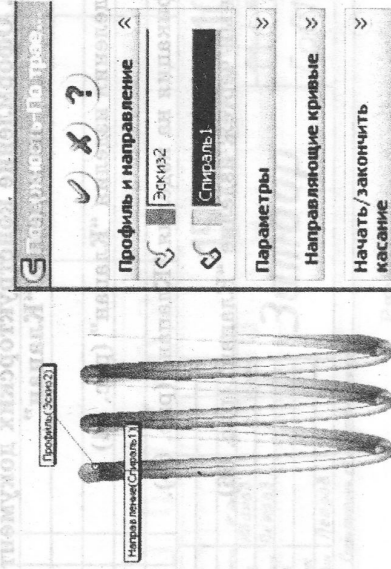 Профиль(Эскиз2)
Направление(Спираль1)
Профиль и направление
Эскиз2
Спираль1
Параметры
Направляющие кривые
Начать/закончить
касание